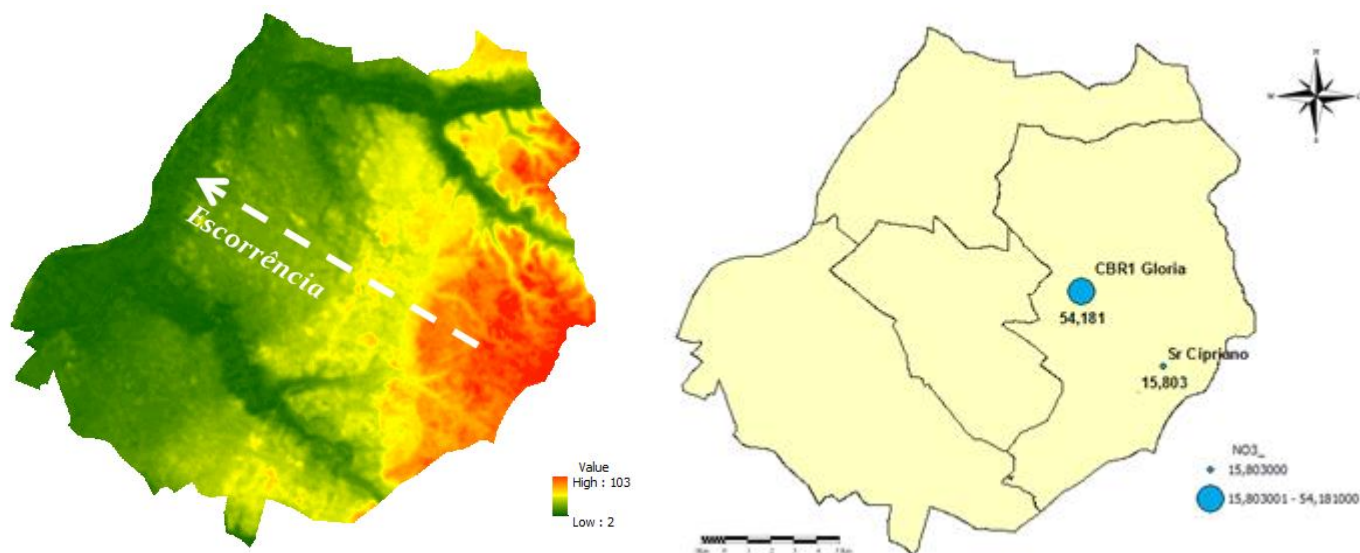 Escorrência
Value
High : 103
Low : 2
CBR1 Gloria
54,181
Sr Cipriano
15,803
NO3_
15,803000
15,803001 - 54,181000